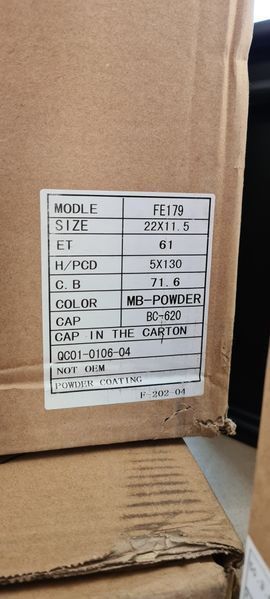 MODLE FE179
SIZE 22X11.5
ET 61
H/PCD 5X130
C.B 71.6
COLOR MB-POWDER
CAP BC-620
CAP IN THE CARTON
QC01-0106-04
NOT OEM
POWDER COATING
F-202-04